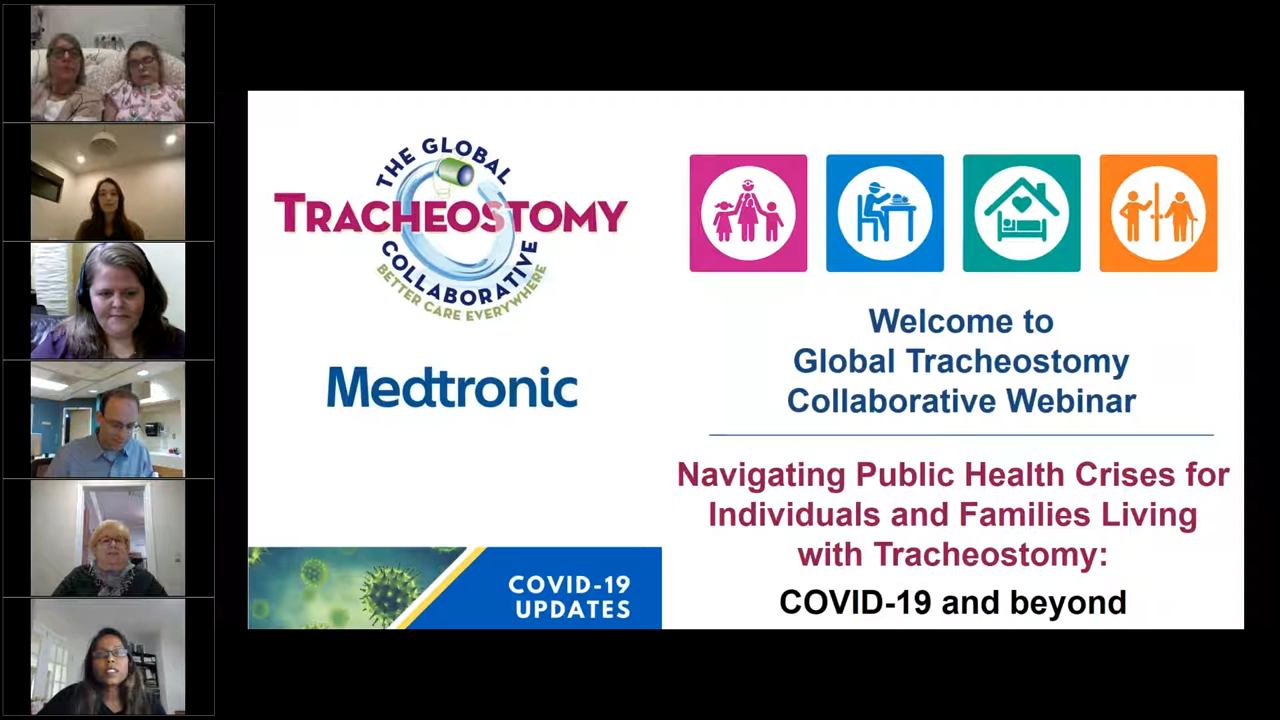 THE GLOBAL
TRACHEOSTOMY
COLLABORATIVE
BETTER CARE EVERYWHERE
Medtronic
COVID-19
UPDATES
Welcome to
Global Tracheostomy
Collaborative Webinar
Navigating Public Health Crises for
Individuals and Families Living
with Tracheostomy:
COVID-19 and beyond